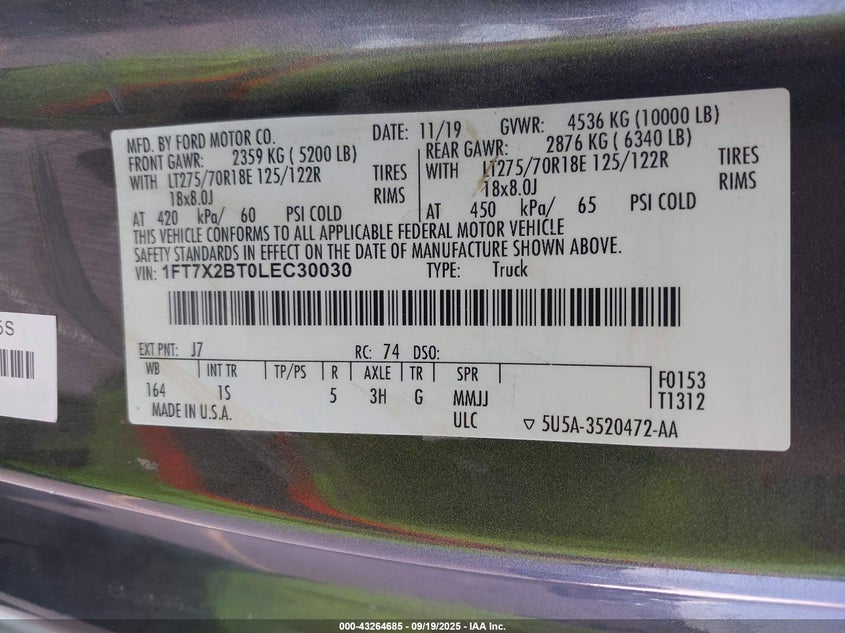 MFD. BY FORD MOTOR CO.
DATE: 11/19
GVWR: 4536 KG (10000 LB)
FRONT GAWR: 2359 KG ( 5200 LB)
REAR GAWR: 2876 KG ( 6340 LB)
WITH LT275/70R18E 125/122R TIRES
WITH LT275/70R18E 125/122R TIRES
18x8.0J RIMS
18x8.0J RIMS
AT 420 kPa/ 60 PSI COLD
AT 450 kPa/ 65 PSI COLD
THIS VEHICLE CONFORMS TO ALL APPLICABLE FEDERAL MOTOR VEHICLE
SAFETY STANDARDS IN EFFECT ON THE DATE OF MANUFACTURE SHOWN ABOVE.
VIN: 1FT7X2BT0LEC30030 TYPE: Truck
EXT PNT: J7 RC: 74 DSO:
WB INT TR TP/PS R AXLE TR SPR
164 1S 5 3H G MMJJ
F0153
T1312
MADE IN U.S.A. ULC ▽ 5U5A-3520472-AA
000-43264685 - 09/19/2025 - IAA Inc.